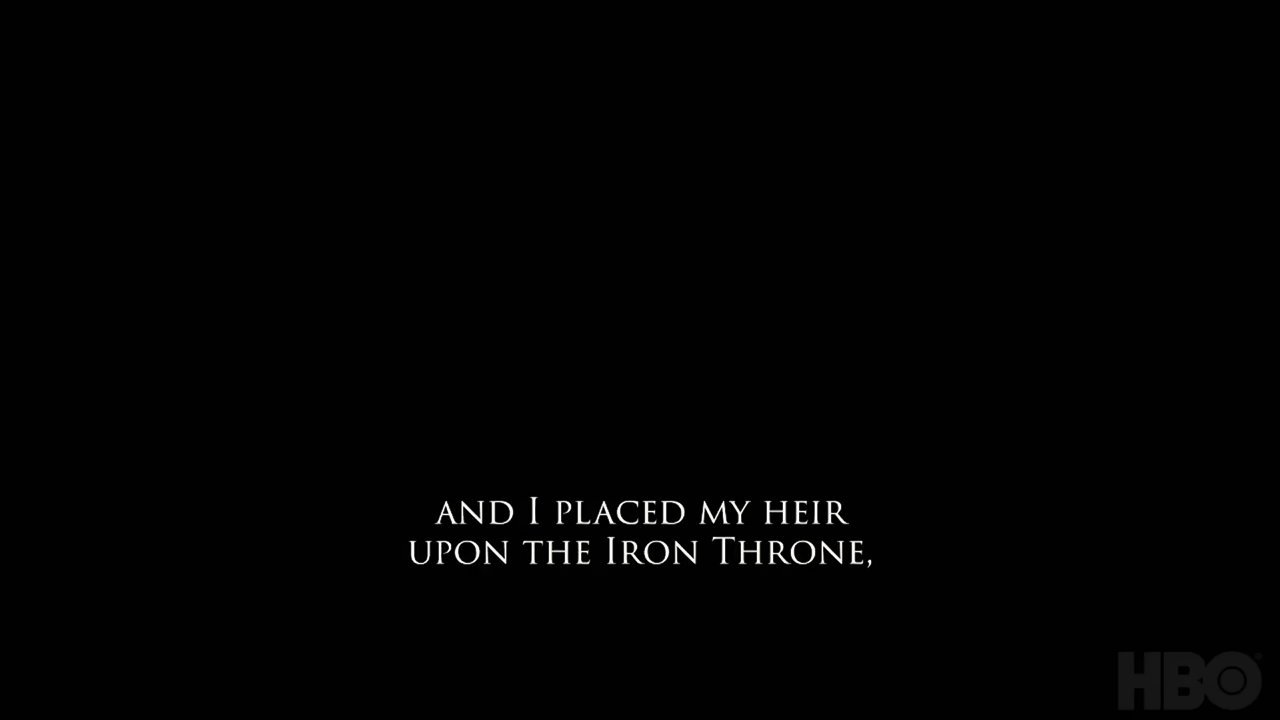 AND I PLACED MY HEIR
UPON THE IRON THRONE,
HBO